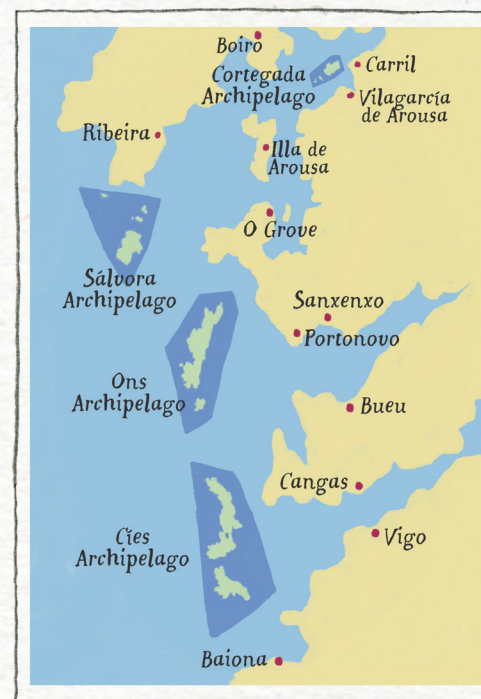 Boiro
Cortegada
Archipelago
Carril
Vilagarcía
de Arousa
Ribeira
Illa de
Arousa
O Grove
Sálvora
Archipelago
Sanxenxo
Portonovo
Ons
Archipelago
Bueu
Cangas
Cíes
Archipelago
Vigo
Baiona